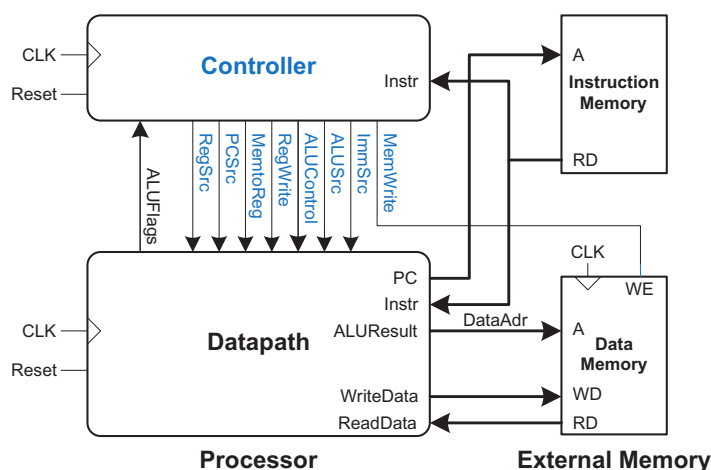 CLK
Controller
Reset
Instr
A
Instruction
Memory
RD
ALUFlags
RegSrc
PCSrc
MemtoReg
RegWrite
ALUControl
ALUSrc
ImmSrc
MemWrite
CLK
WE
PC
Instr
CLK
Datapath
ALUResult
DataAdr
A
Data
Memory
Reset
WriteData
WD
ReadData
RD
Processor
External Memory